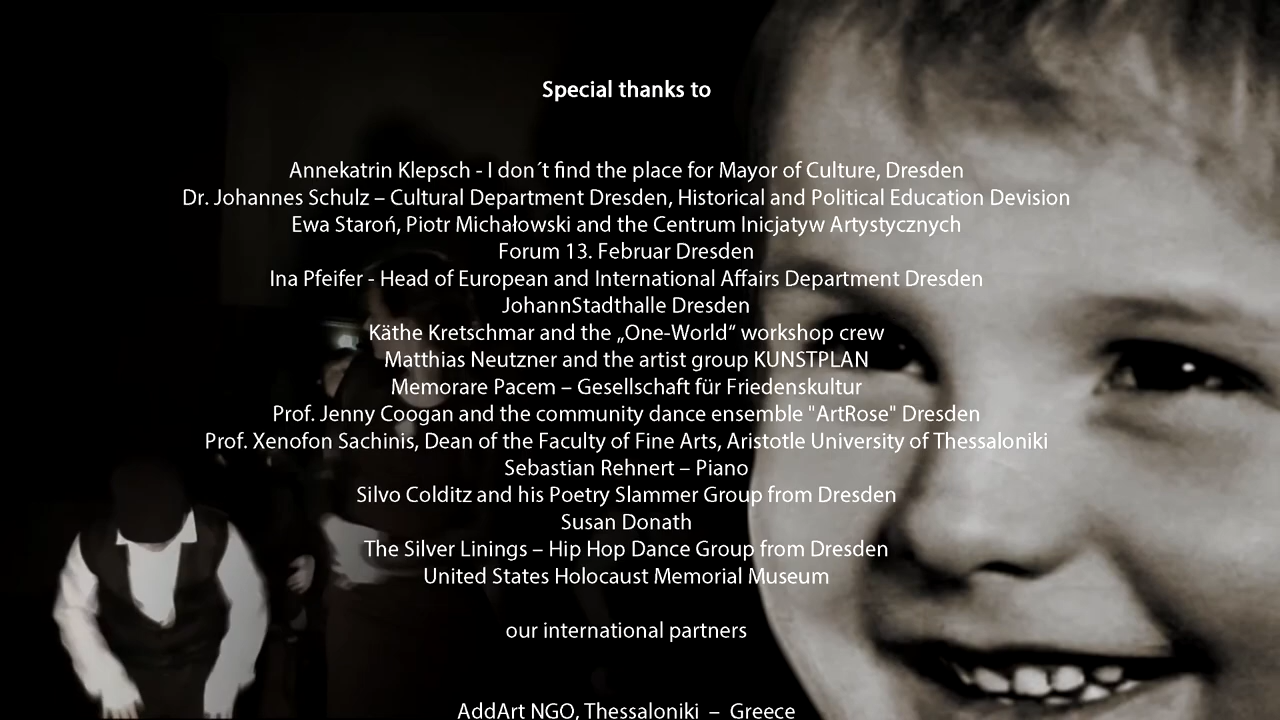 Special thanks to
Annekatrin Klepsch - I don´t find the place for Mayor of Culture, Dresden
Dr. Johannes Schulz – Cultural Department Dresden, Historical and Political Education Devision
Ewa Staroń, Piotr Michałowski and the Centrum Inicjatyw Artystycznych
Forum 13. Februar Dresden
Ina Pfeifer - Head of European and International Affairs Department Dresden
JohannStadthalle Dresden
Käthe Kretschmar and the „One-World“ workshop crew
Matthias Neutzner and the artist group KUNSTPLAN
Memorare Pacem – Gesellschaft für Friedenskultur
Prof. Jenny Coogan and the community dance ensemble "ArtRose" Dresden
Prof. Xenofon Sachinis, Dean of the Faculty of Fine Arts, Aristotle University of Thessaloniki
Sebastian Rehnert – Piano
Silvo Colditz and his Poetry Slammer Group from Dresden
Susan Donath
The Silver Linings – Hip Hop Dance Group from Dresden
United States Holocaust Memorial Museum
our international partners
AddArt NGO, Thessaloniki – Greece